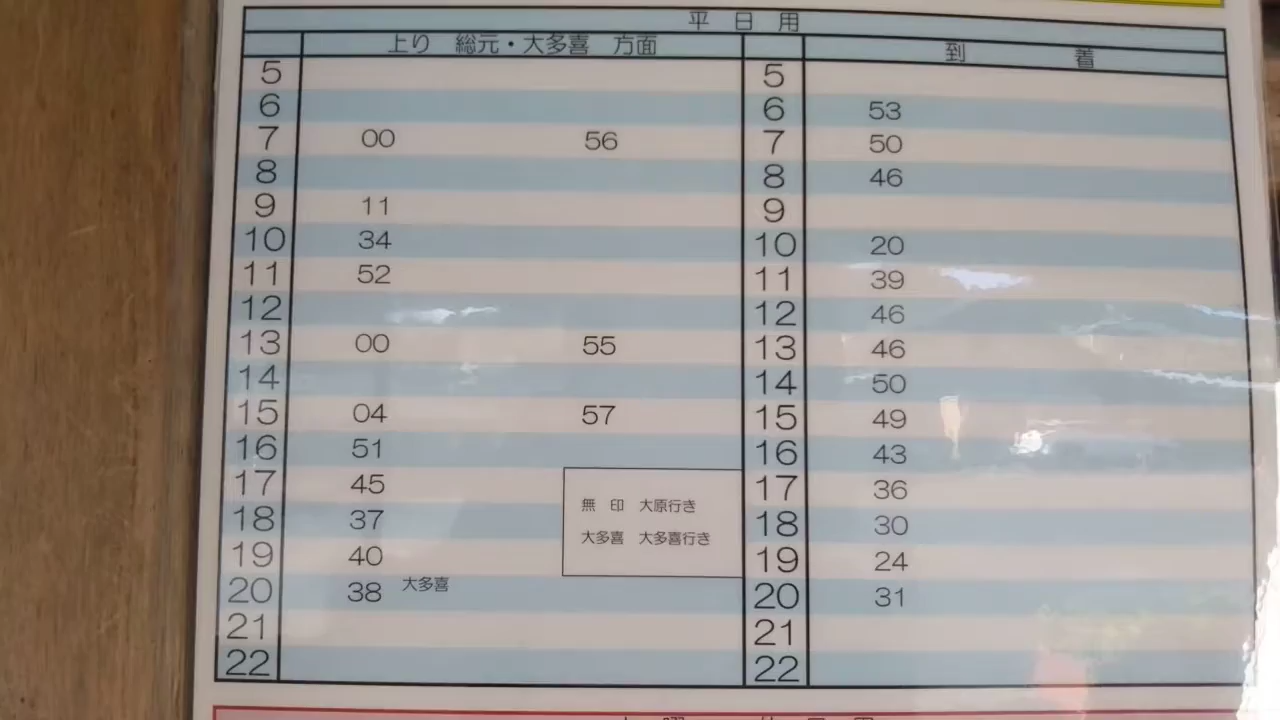 平日用
上り 総元・大多喜 方面 到着
5 5
6 6 53
7 00 56 7 50
8 8 46
9 11 9
10 34 10 20
11 52 11 39
12 12 46
13 00 55 13 46
14 14 50
15 04 57 15 49
16 51 16 43
17 45 17 36
無印 大原行き
18 37 18 30
大多喜 大多喜行き
19 40 19 24
20 38 大多喜 20 31
21 21
22 22